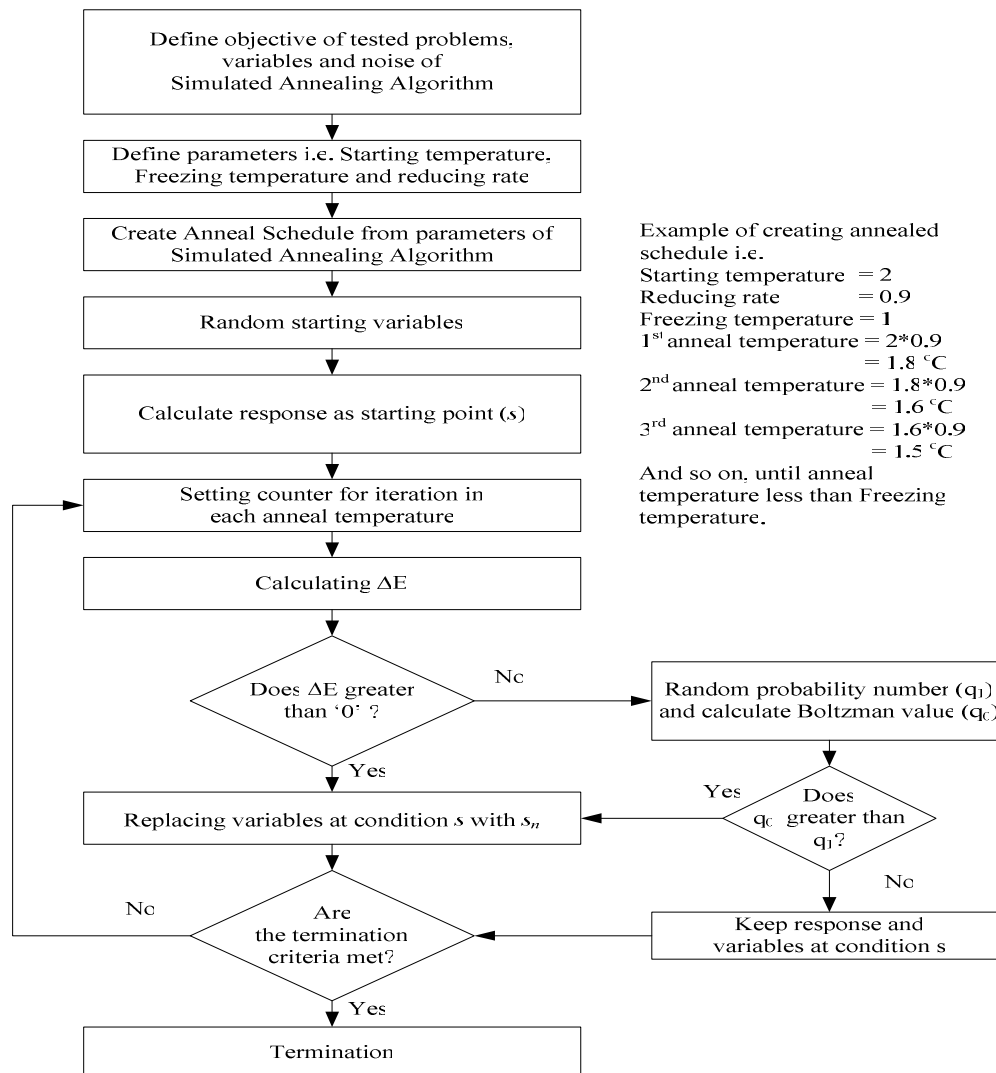 Define objective of tested problems,
variables and noise of
Simulated Annealing Algorithm
Define parameters i.e. Starting temperature,
Freezing temperature and reducing rate
Create Anneal Schedule from parameters of
Simulated Annealing Algorithm
Random starting variables
Calculate response as starting point (s)
Setting counter for iteration in
each anneal temperature
Calculating ΔE
Does ΔE greater
than ‘0’ ?
No
Yes
Random probability number (q1)
and calculate Boltzman value (q0)
Does
q0 greater than
q1?
Yes
No
Replacing variables at condition s with sn
Keep response and
variables at condition s
Are
the termination
criteria met?
No
Yes
Termination
Example of creating annealed
schedule i.e.
Starting temperature = 2
Reducing rate = 0.9
Freezing temperature = 1
1st anneal temperature = 2*0.9
= 1.8 °C
2nd anneal temperature = 1.8*0.9
= 1.6 °C
3rd anneal temperature = 1.6*0.9
= 1.5 °C
And so on, until anneal
temperature less than Freezing
temperature.